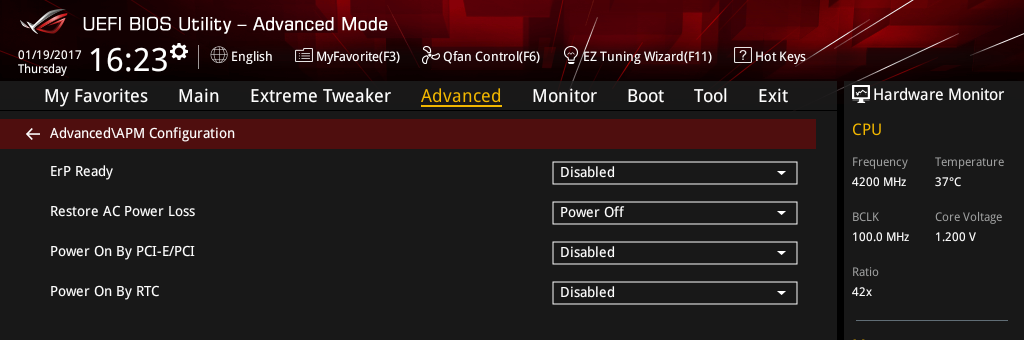 UEFI BIOS Utility – Advanced Mode
01/19/2017
Thursday
16:23
English
MyFavorite(F3)
Qfan Control(F6)
EZ Tuning Wizard(F11)
? Hot Keys
My Favorites
Main
Extreme Tweaker
Advanced
Monitor
Boot
Tool
Exit
Hardware Monitor
← Advanced\APM Configuration
ErP Ready Disabled
Restore AC Power Loss Power Off
Power On By PCI-E/PCI Disabled
Power On By RTC Disabled
CPU
Frequency Temperature
4200 MHz 37°C
BCLK Core Voltage
100.0 MHz 1.200 V
Ratio
42x